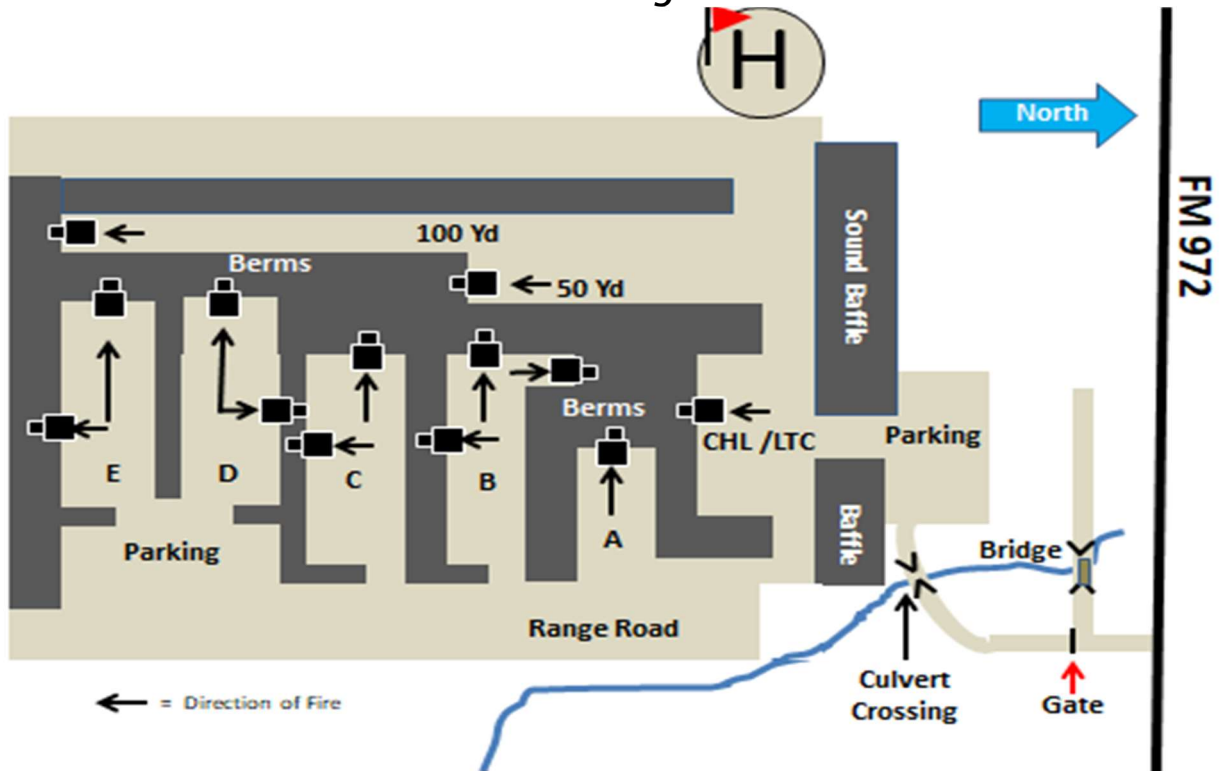 H
North
FM 972
100 Yd
Berms
50 Yd
Sound Baffle
Berms
CHL /LTC
Parking
E
D
C
B
A
Baffle
Parking
Bridge
Range Road
Culvert
Crossing
Gate
= Direction of Fire